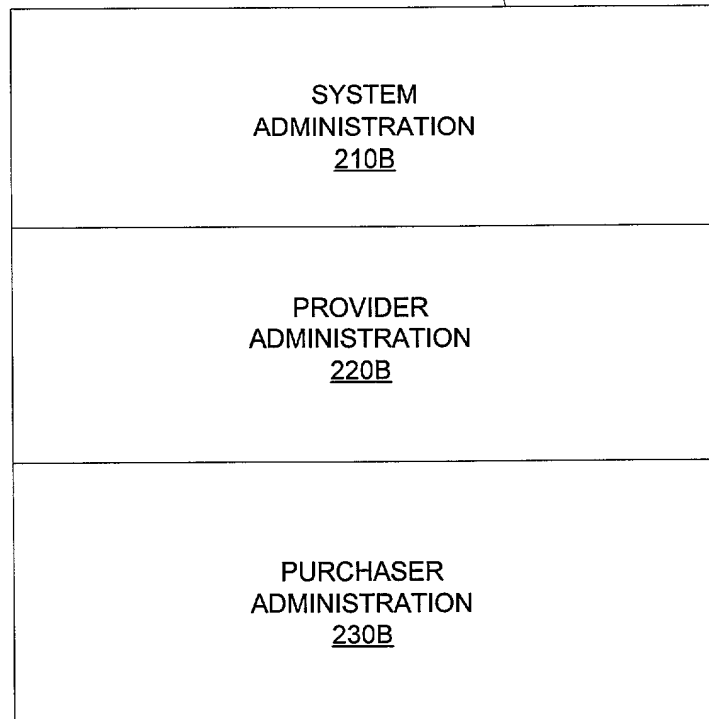 SYSTEM
ADMINISTRATION
210B
PROVIDER
ADMINISTRATION
220B
PURCHASER
ADMINISTRATION
230B